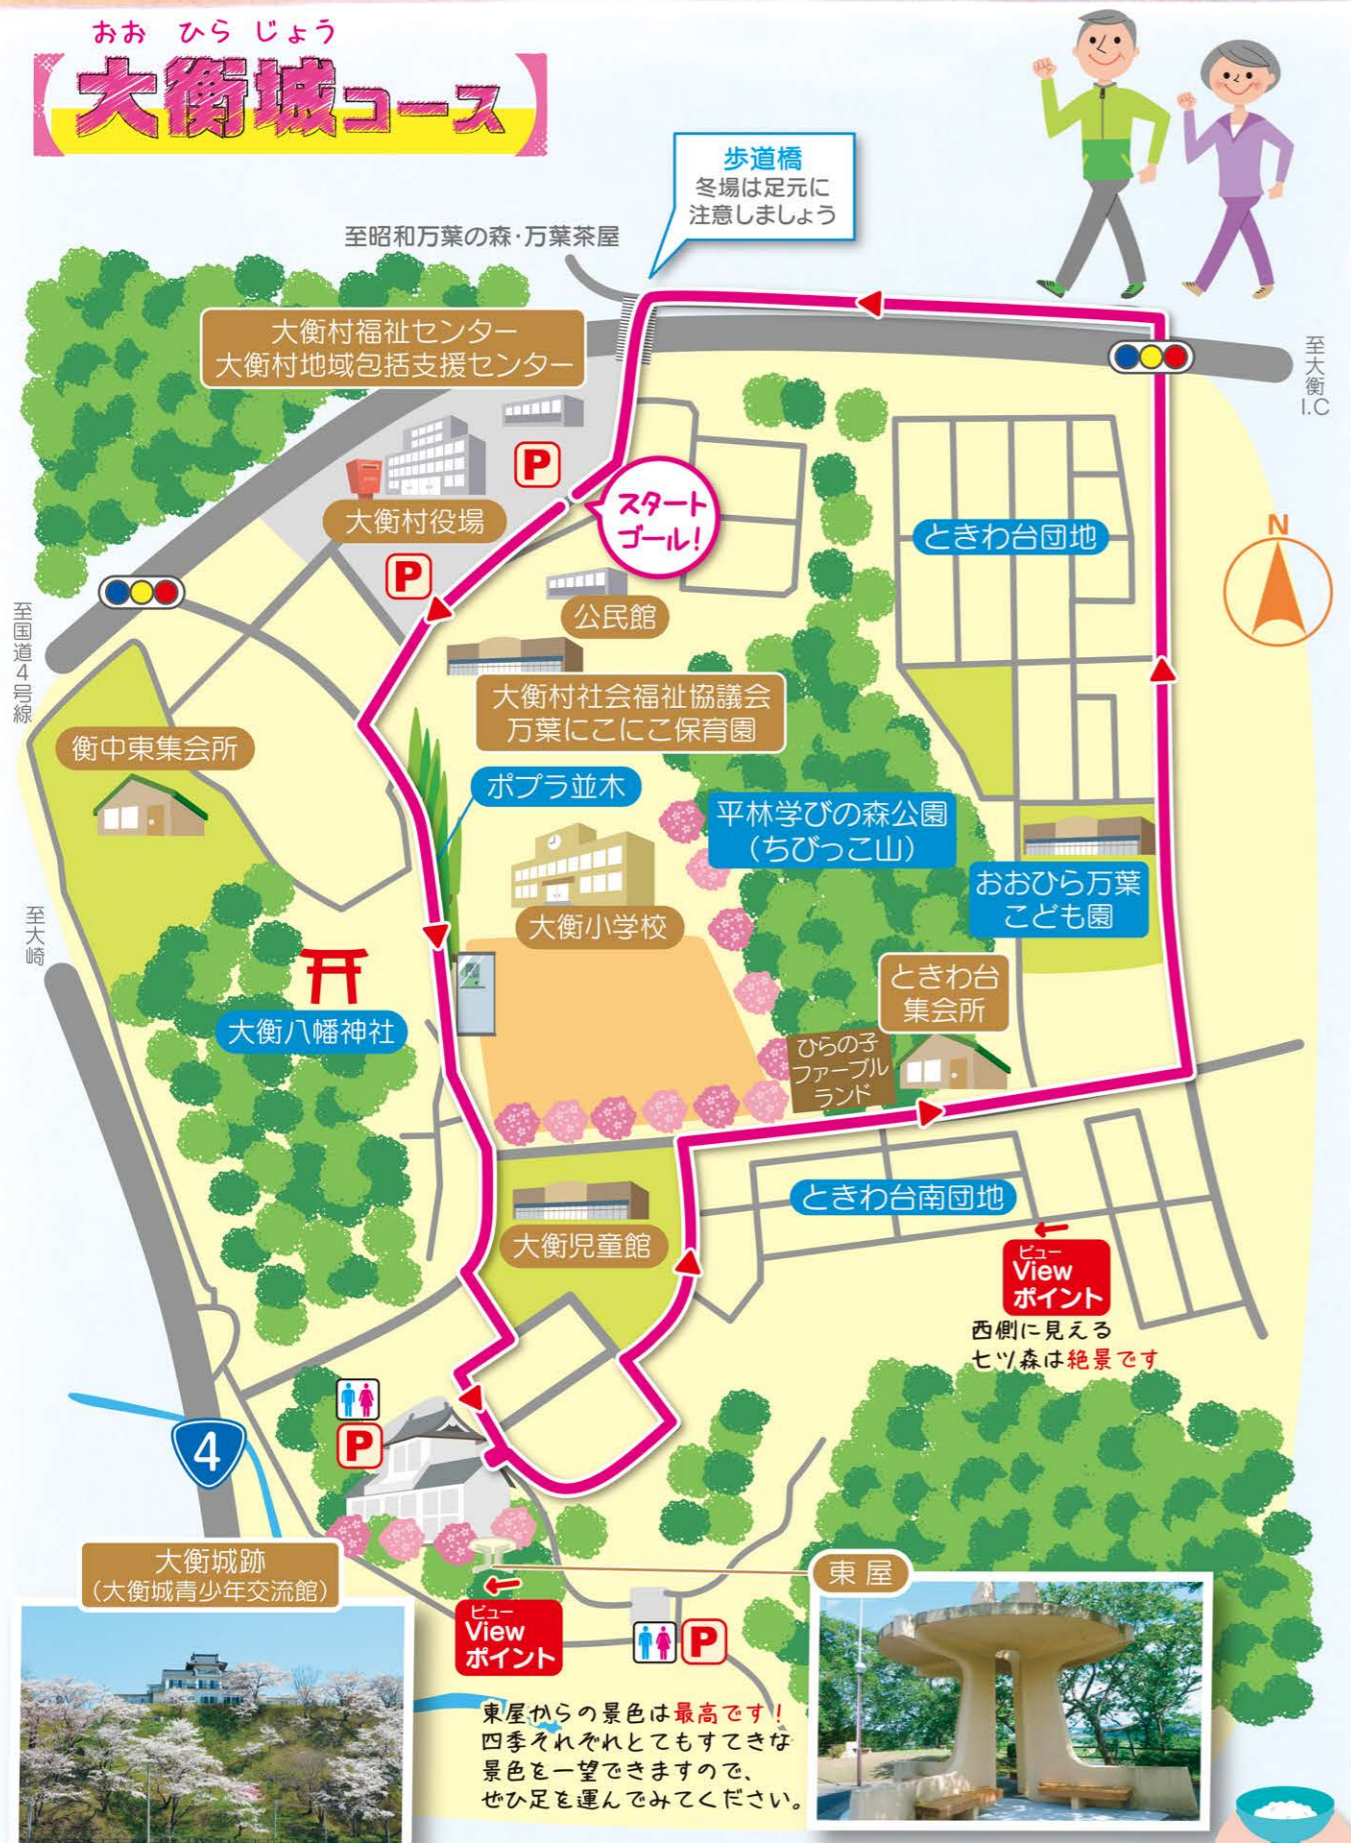 おお ひら じょう
【大衡城コース】
歩道橋
冬場は足元に
注意しましょう
至昭和万葉の森・万葉茶屋
大衡村福祉センター
大衡村地域包括支援センター
至大衡I.C
P
大衡村役場
スタート
ゴール!
ときわ台団地
N
P
公民館
至国道4号線
大衡村社会福祉協議会
万葉にこにこ保育園
衡中東集会所
ポプラ並木
平林学びの森公園
(ちびっこ山)
おおひら万葉
こども園
大衡小学校
至大崎
ときわ台
集会所
大衡八幡神社
ひらの子
ファーブル
ランド
ときわ台南団地
大衡児童館
ビュー
View
ポイント
西側に見える
七ツ森は絶景です
P
4
大衡城跡
(大衡城青少年交流館)
東屋
ビュー
View
ポイント
P
東屋からの景色は最高です!
四季それぞれとてもすてきな
景色を一望できますので、
ぜひ足を運んでみてください。